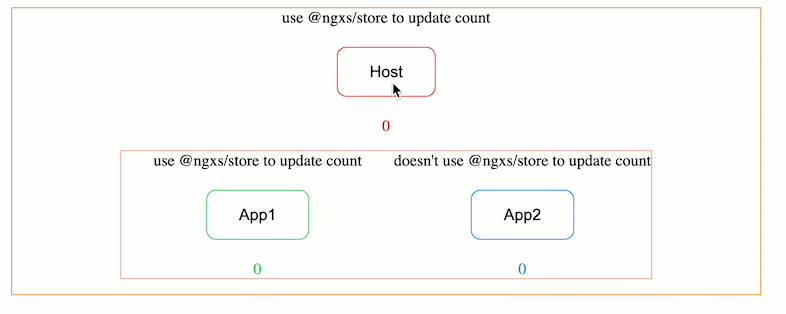 use @ngxs/store to update count
Host
0
use @ngxs/store to update count
doesn't use @ngxs/store to update count
App1
App2
0
0